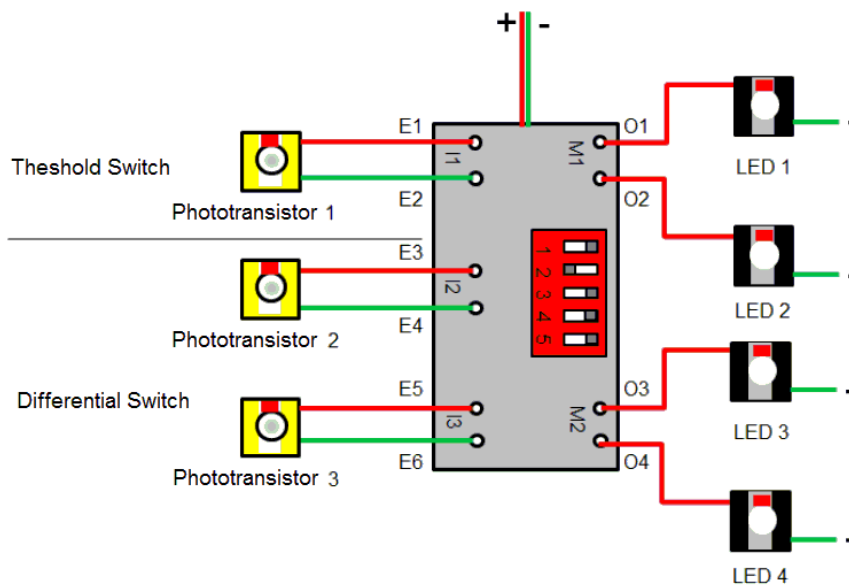 + -
E1
O1
I1
M1
Theshold Switch
E2
O2
LED 1
Phototransistor 1
E3
1
I2
2
LED 2
E4
3
Phototransistor 2
4
5
E5
O3
Differential Switch
I3
M2
LED 3
E6
O4
Phototransistor 3
LED 4